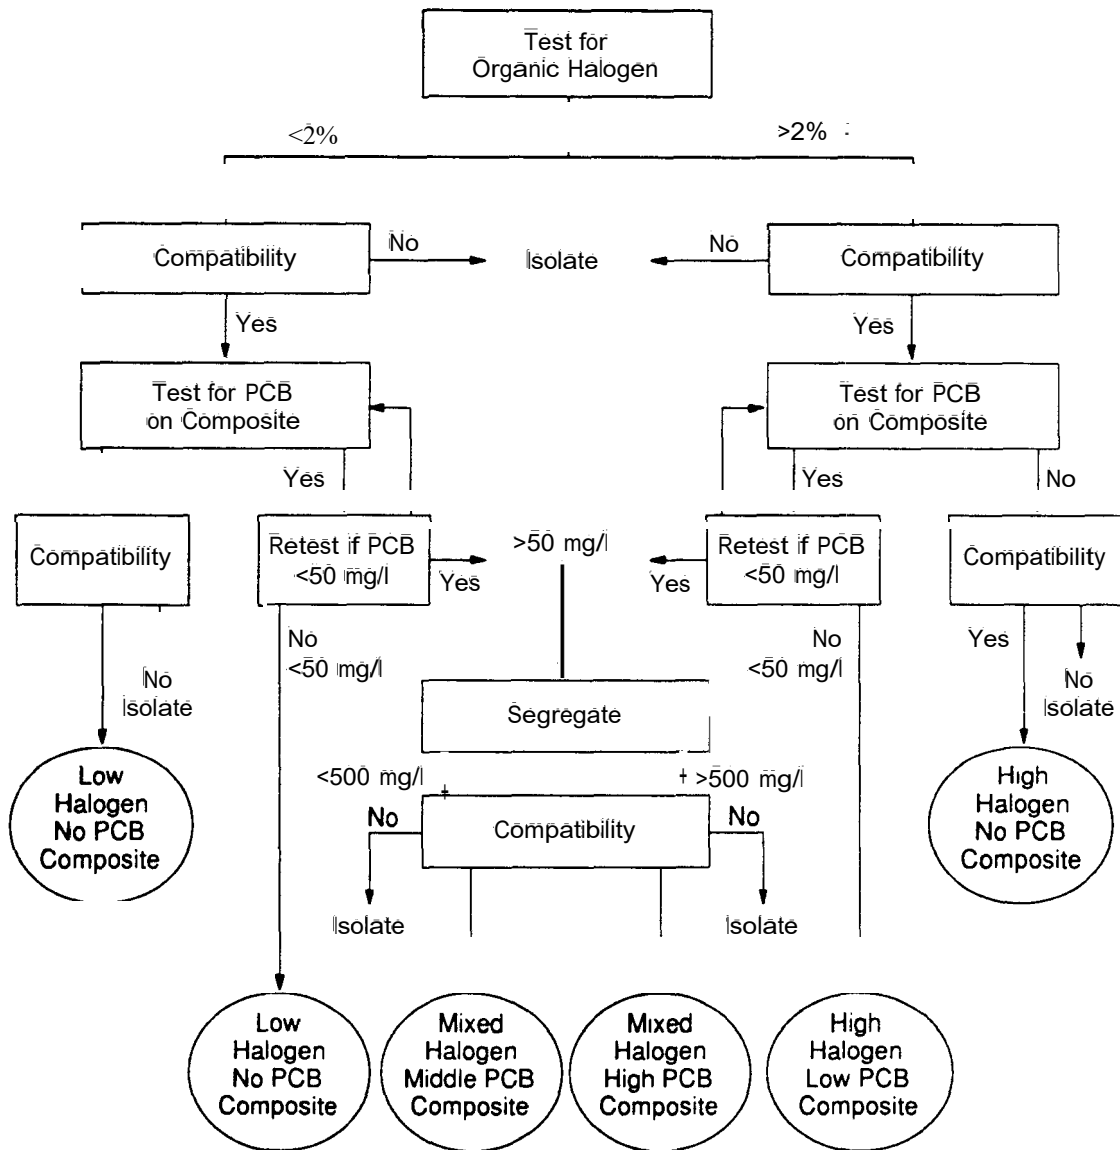 Test for
Organic Halogen
<2%
>2%
Compatibility
No
Isolate
No
Compatibility
Yes
Yes
Test for PCB
on Composite
Test for PCB
on Composite
Yes
Yes
No
Compatibility
Retest if PCB
<50 mg/l
Yes
>50 mg/l
Yes
Retest if PCB
<50 mg/l
Compatibility
No
<50 mg/l
No
<50 mg/l
Yes
No
Isolate
No
Isolate
Segregate
<500 mg/l
>500 mg/l
No
Compatibility
No
Isolate
Isolate
Low
Halogen
No PCB
Composite
High
Halogen
No PCB
Composite
Low
Halogen
No PCB
Composite
Mixed
Halogen
Middle PCB
Composite
Mixed
Halogen
High PCB
Composite
High
Halogen
Low PCB
Composite